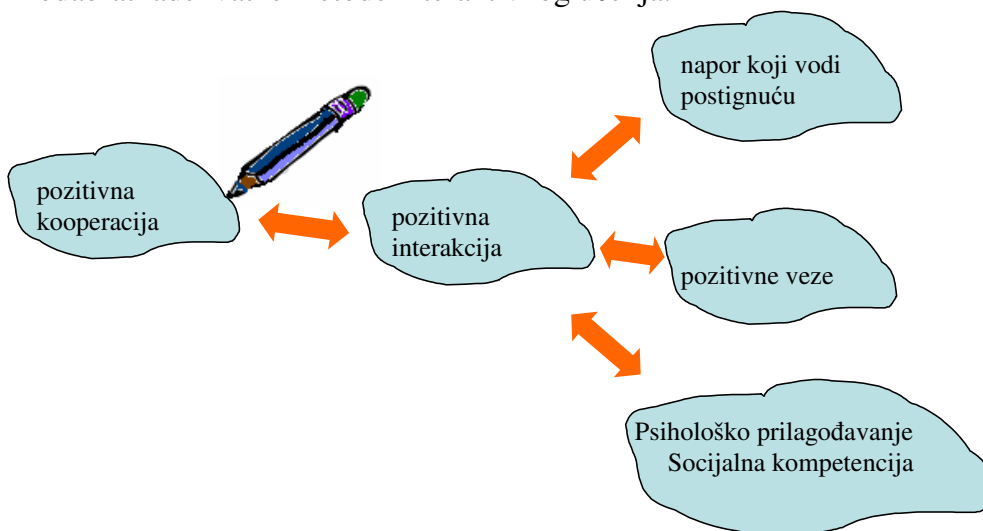 pozitivna
kooperacija
pozitivna
interakcija
napor koji vodi
postignuću
pozitivne veze
Psihološko prilagođavanje
Socijalna kompetencija